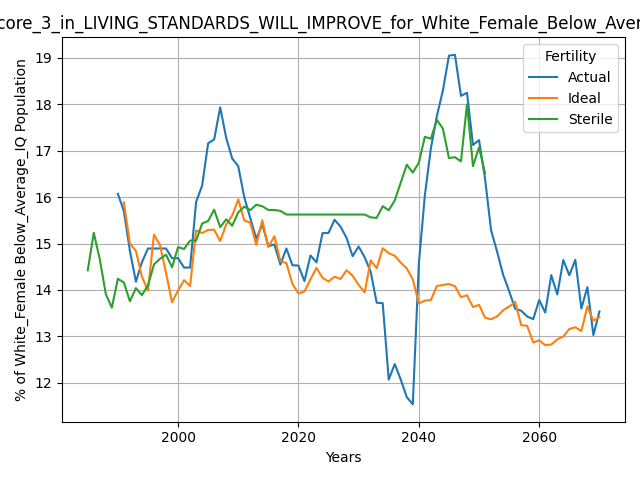 core_3_in_LIVING_STANDARDS_WILL_IMPROVE_for_White_Female_Below_Aver
Fertility
Actual
Ideal
Sterile
% of White_Female Below_Average_IQ Population
19
18
17
16
15
14
13
12
2000
2020
2040
2060
Years